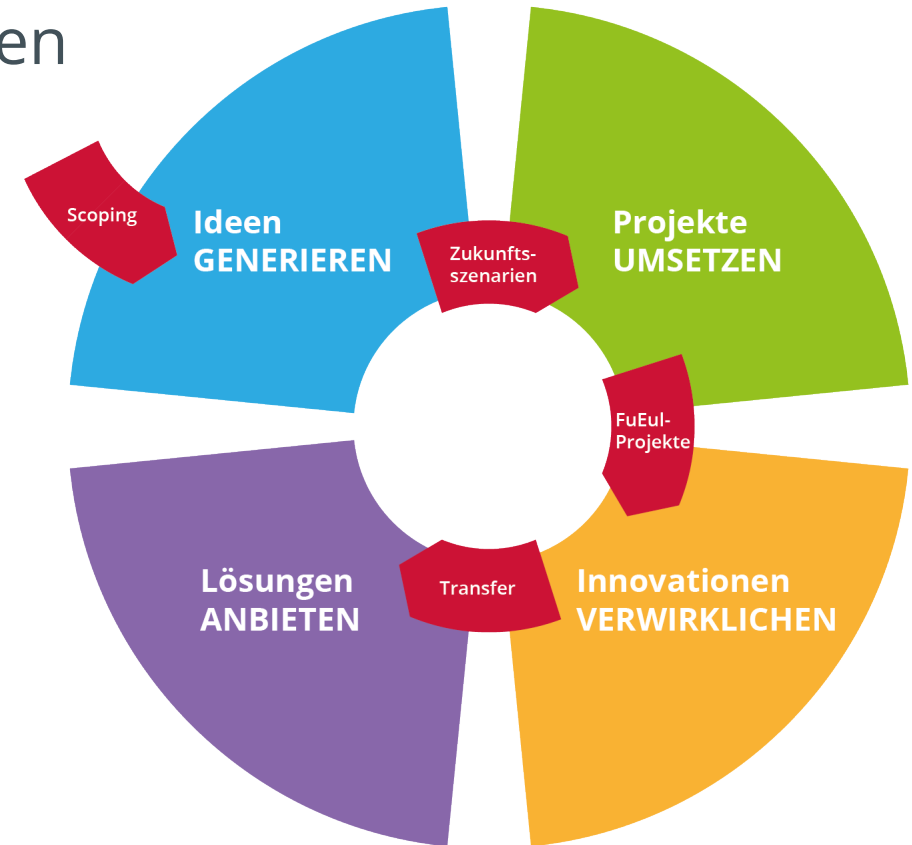 en
Scoping
Ideen
GENERIEREN
Zukunfts-
szenarien
Projekte
UMSETZEN
FuEuI-
Projekte
Lösungen
ANBIETEN
Transfer
Innovationen
VERWIRKLICHEN